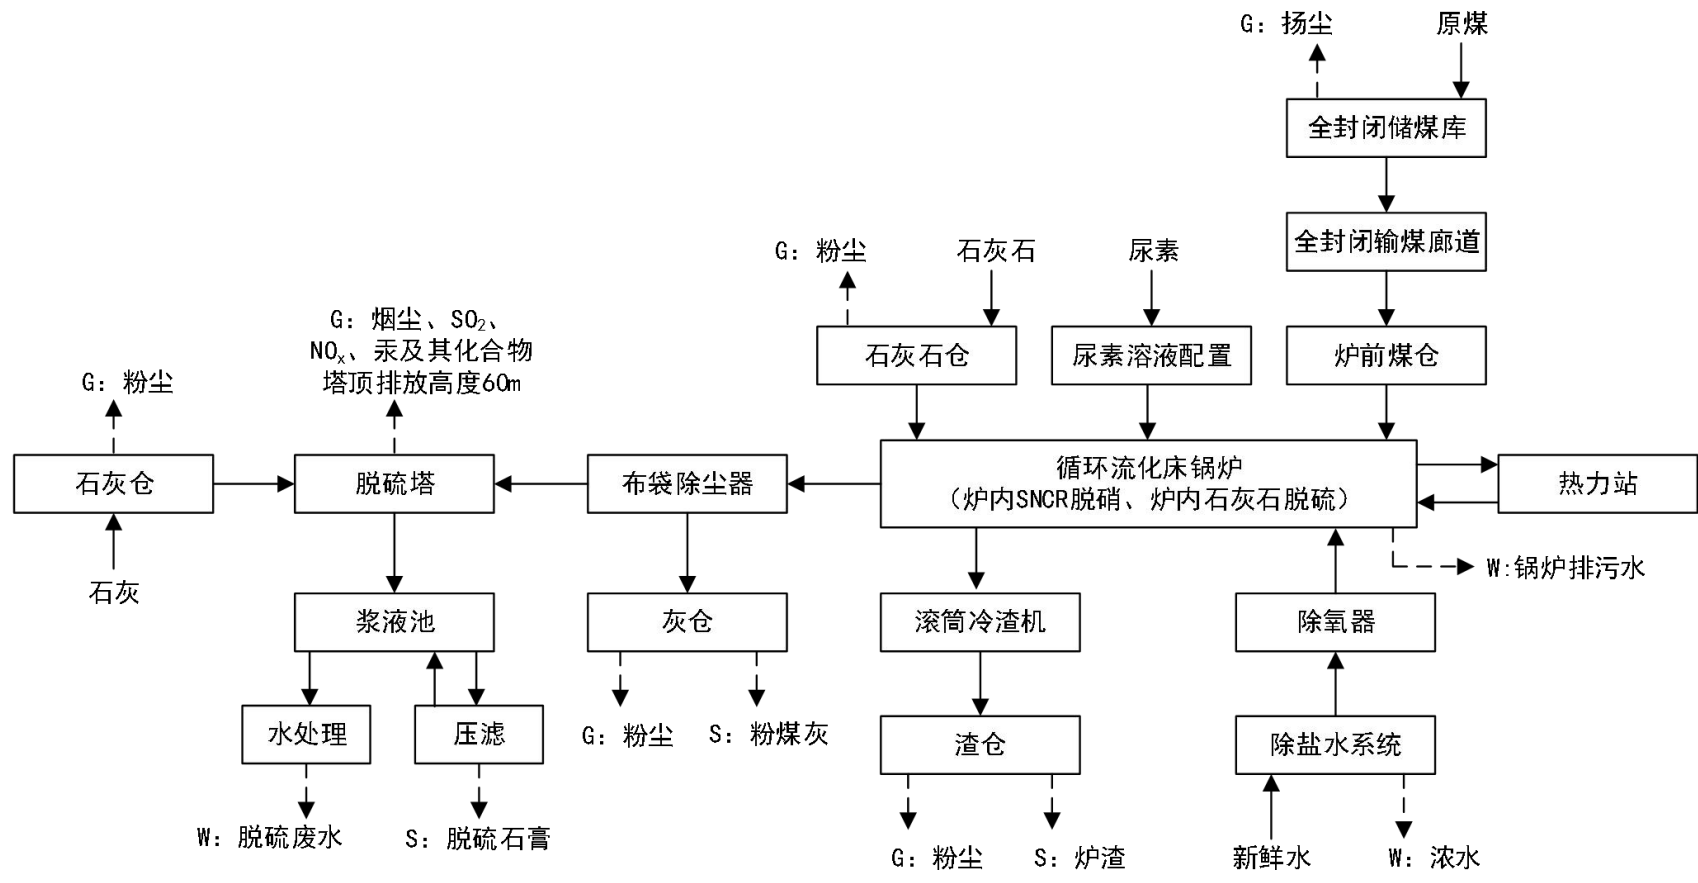 G：扬尘
原煤
全封闭储煤库
全封闭输煤廊道
G：粉尘
石灰石
尿素
石灰石仓
尿素溶液配置
炉前煤仓
G：烟尘、SO₂、
NOₓ、汞及其化合物
塔顶排放高度60m
G：粉尘
石灰仓
脱硫塔
布袋除尘器
循环流化床锅炉
（炉内SNCR脱硝、炉内石灰石脱硫）
热力站
石灰
W:锅炉排污水
浆液池
灰仓
滚筒冷渣机
除氧器
水处理
压滤
G：粉尘
S：粉煤灰
渣仓
除盐水系统
W：脱硫废水
S：脱硫石膏
G：粉尘
S：炉渣
新鲜水
W：浓水